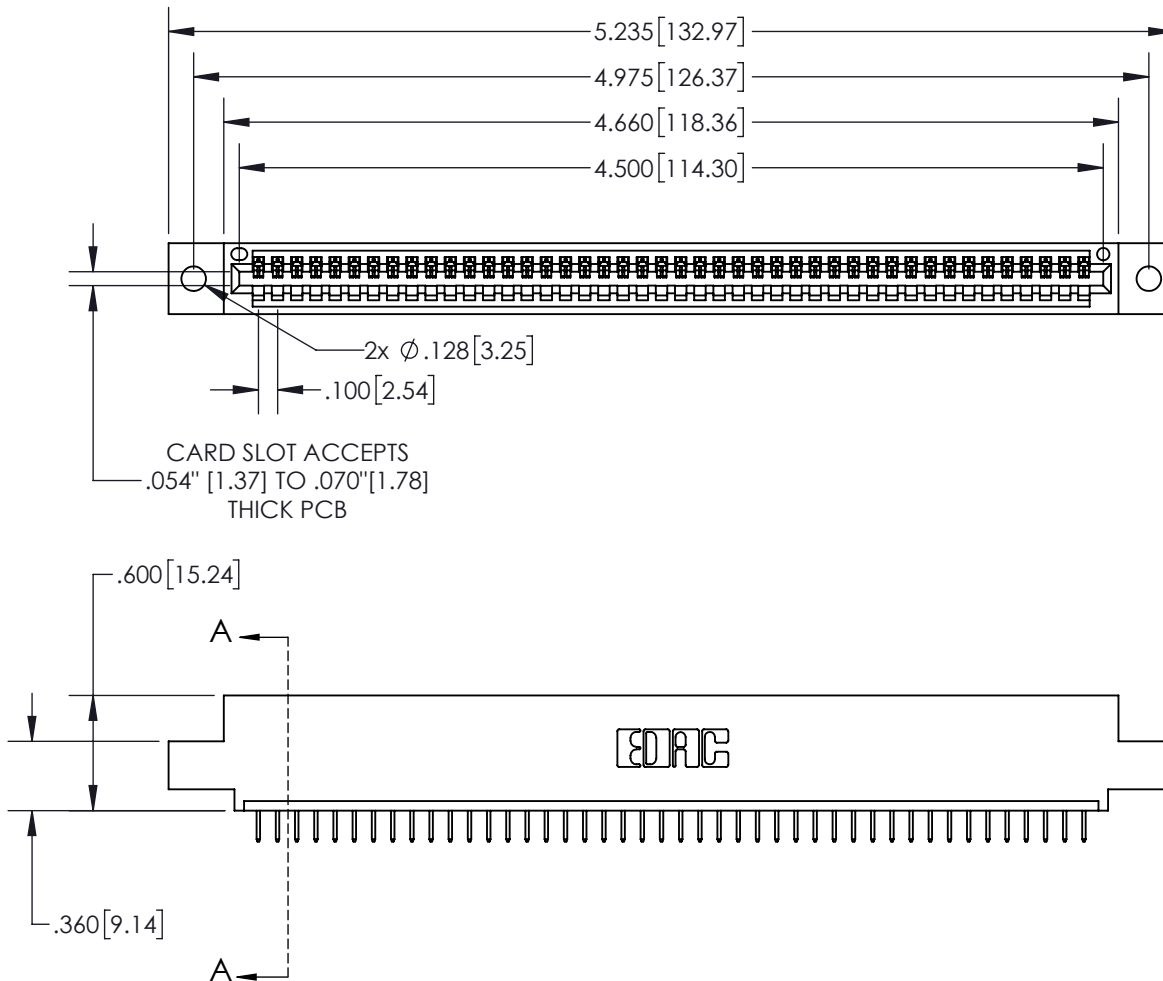 5.235[132.97]
4.975[126.37]
4.660[118.36]
4.500[114.30]
2x Ø.128[3.25]
.100[2.54]
CARD SLOT ACCEPTS
.054" [1.37] TO .070"[1.78]
THICK PCB
.600[15.24]
A
EDAC
.360[9.14]
A